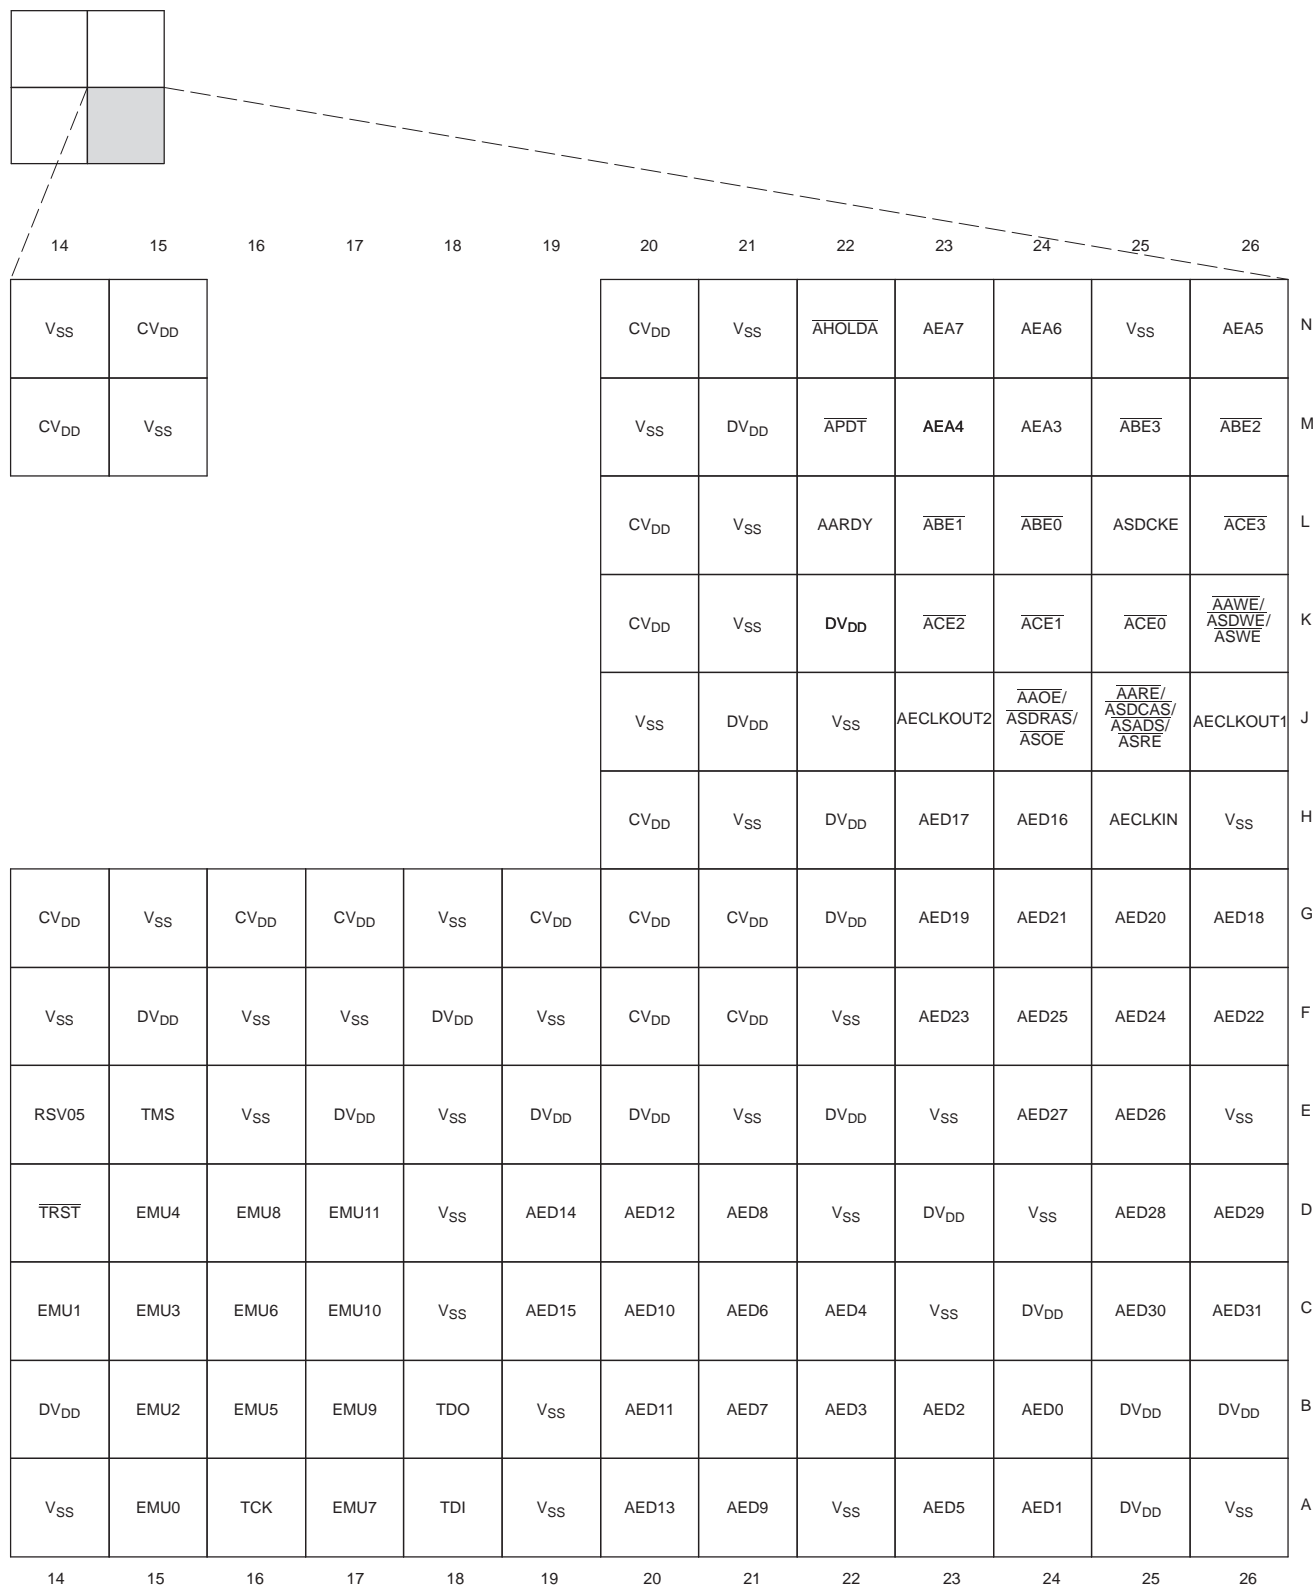 14 15 16 17 18 19 20 21 22 23 24 25 26
VSS CVDD CVDD VSS AHOLDA AEA7 AEA6 VSS AEA5 N
CVDD VSS VSS DVDD APDT AEA4 AEA3 ABE3 ABE2 M
CVDD VSS AARDY ABE1 ABE0 ASDCKE ACE3 L
CVDD VSS DVDD ACE2 ACE1 ACE0 AAWE/ ASDWE/ ASWE K
VSS DVDD VSS AECLKOUT2 AAOE/ ASDRAS/ ASOE AARE/ ASDCAS/ ASADS/ ASRE AECLKOUT1 J
CVDD VSS DVDD AED17 AED16 AECLKIN VSS H
CVDD VSS CVDD CVDD VSS CVDD CVDD CVDD DVDD AED19 AED21 AED20 AED18 G
VSS DVDD VSS VSS DVDD VSS CVDD CVDD VSS AED23 AED25 AED24 AED22 F
RSV05 TMS VSS DVDD VSS DVDD DVDD VSS DVDD VSS AED27 AED26 VSS E
TRST EMU4 EMU8 EMU11 VSS AED14 AED12 AED8 VSS DVDD VSS AED28 AED29 D
EMU1 EMU3 EMU6 EMU10 VSS AED15 AED10 AED6 AED4 VSS DVDD AED30 AED31 C
DVDD EMU2 EMU5 EMU9 TDO VSS AED11 AED7 AED3 AED2 AED0 DVDD DVDD B
VSS EMU0 TCK EMU7 TDI VSS AED13 AED9 VSS AED5 AED1 DVDD VSS A
14 15 16 17 18 19 20 21 22 23 24 25 26